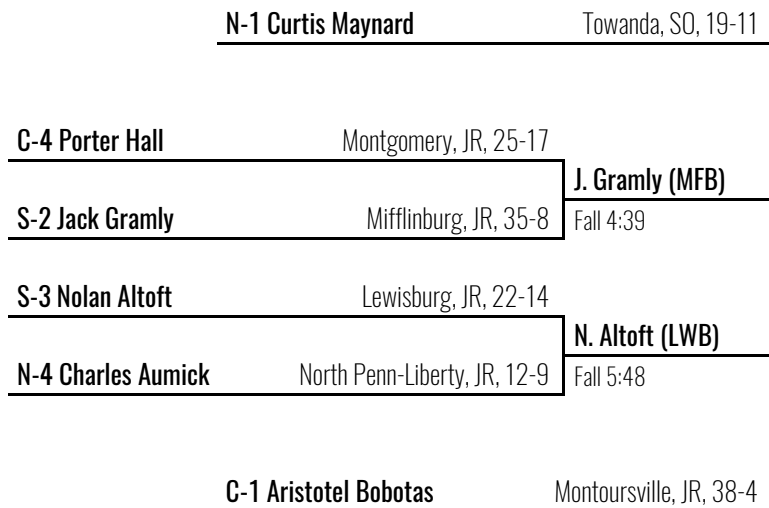 N-1 Curtis Maynard Towanda, SO, 19-11
C-4 Porter Hall Montgomery, JR, 25-17
J. Gramly (MFB)
S-2 Jack Gramly Mifflinburg, JR, 35-8
Fall 4:39
S-3 Nolan Altoft Lewisburg, JR, 22-14
N. Altoft (LWB)
N-4 Charles Aumick North Penn-Liberty, JR, 12-9
Fall 5:48
C-1 Aristotel Bobotas Montoursville, JR, 38-4